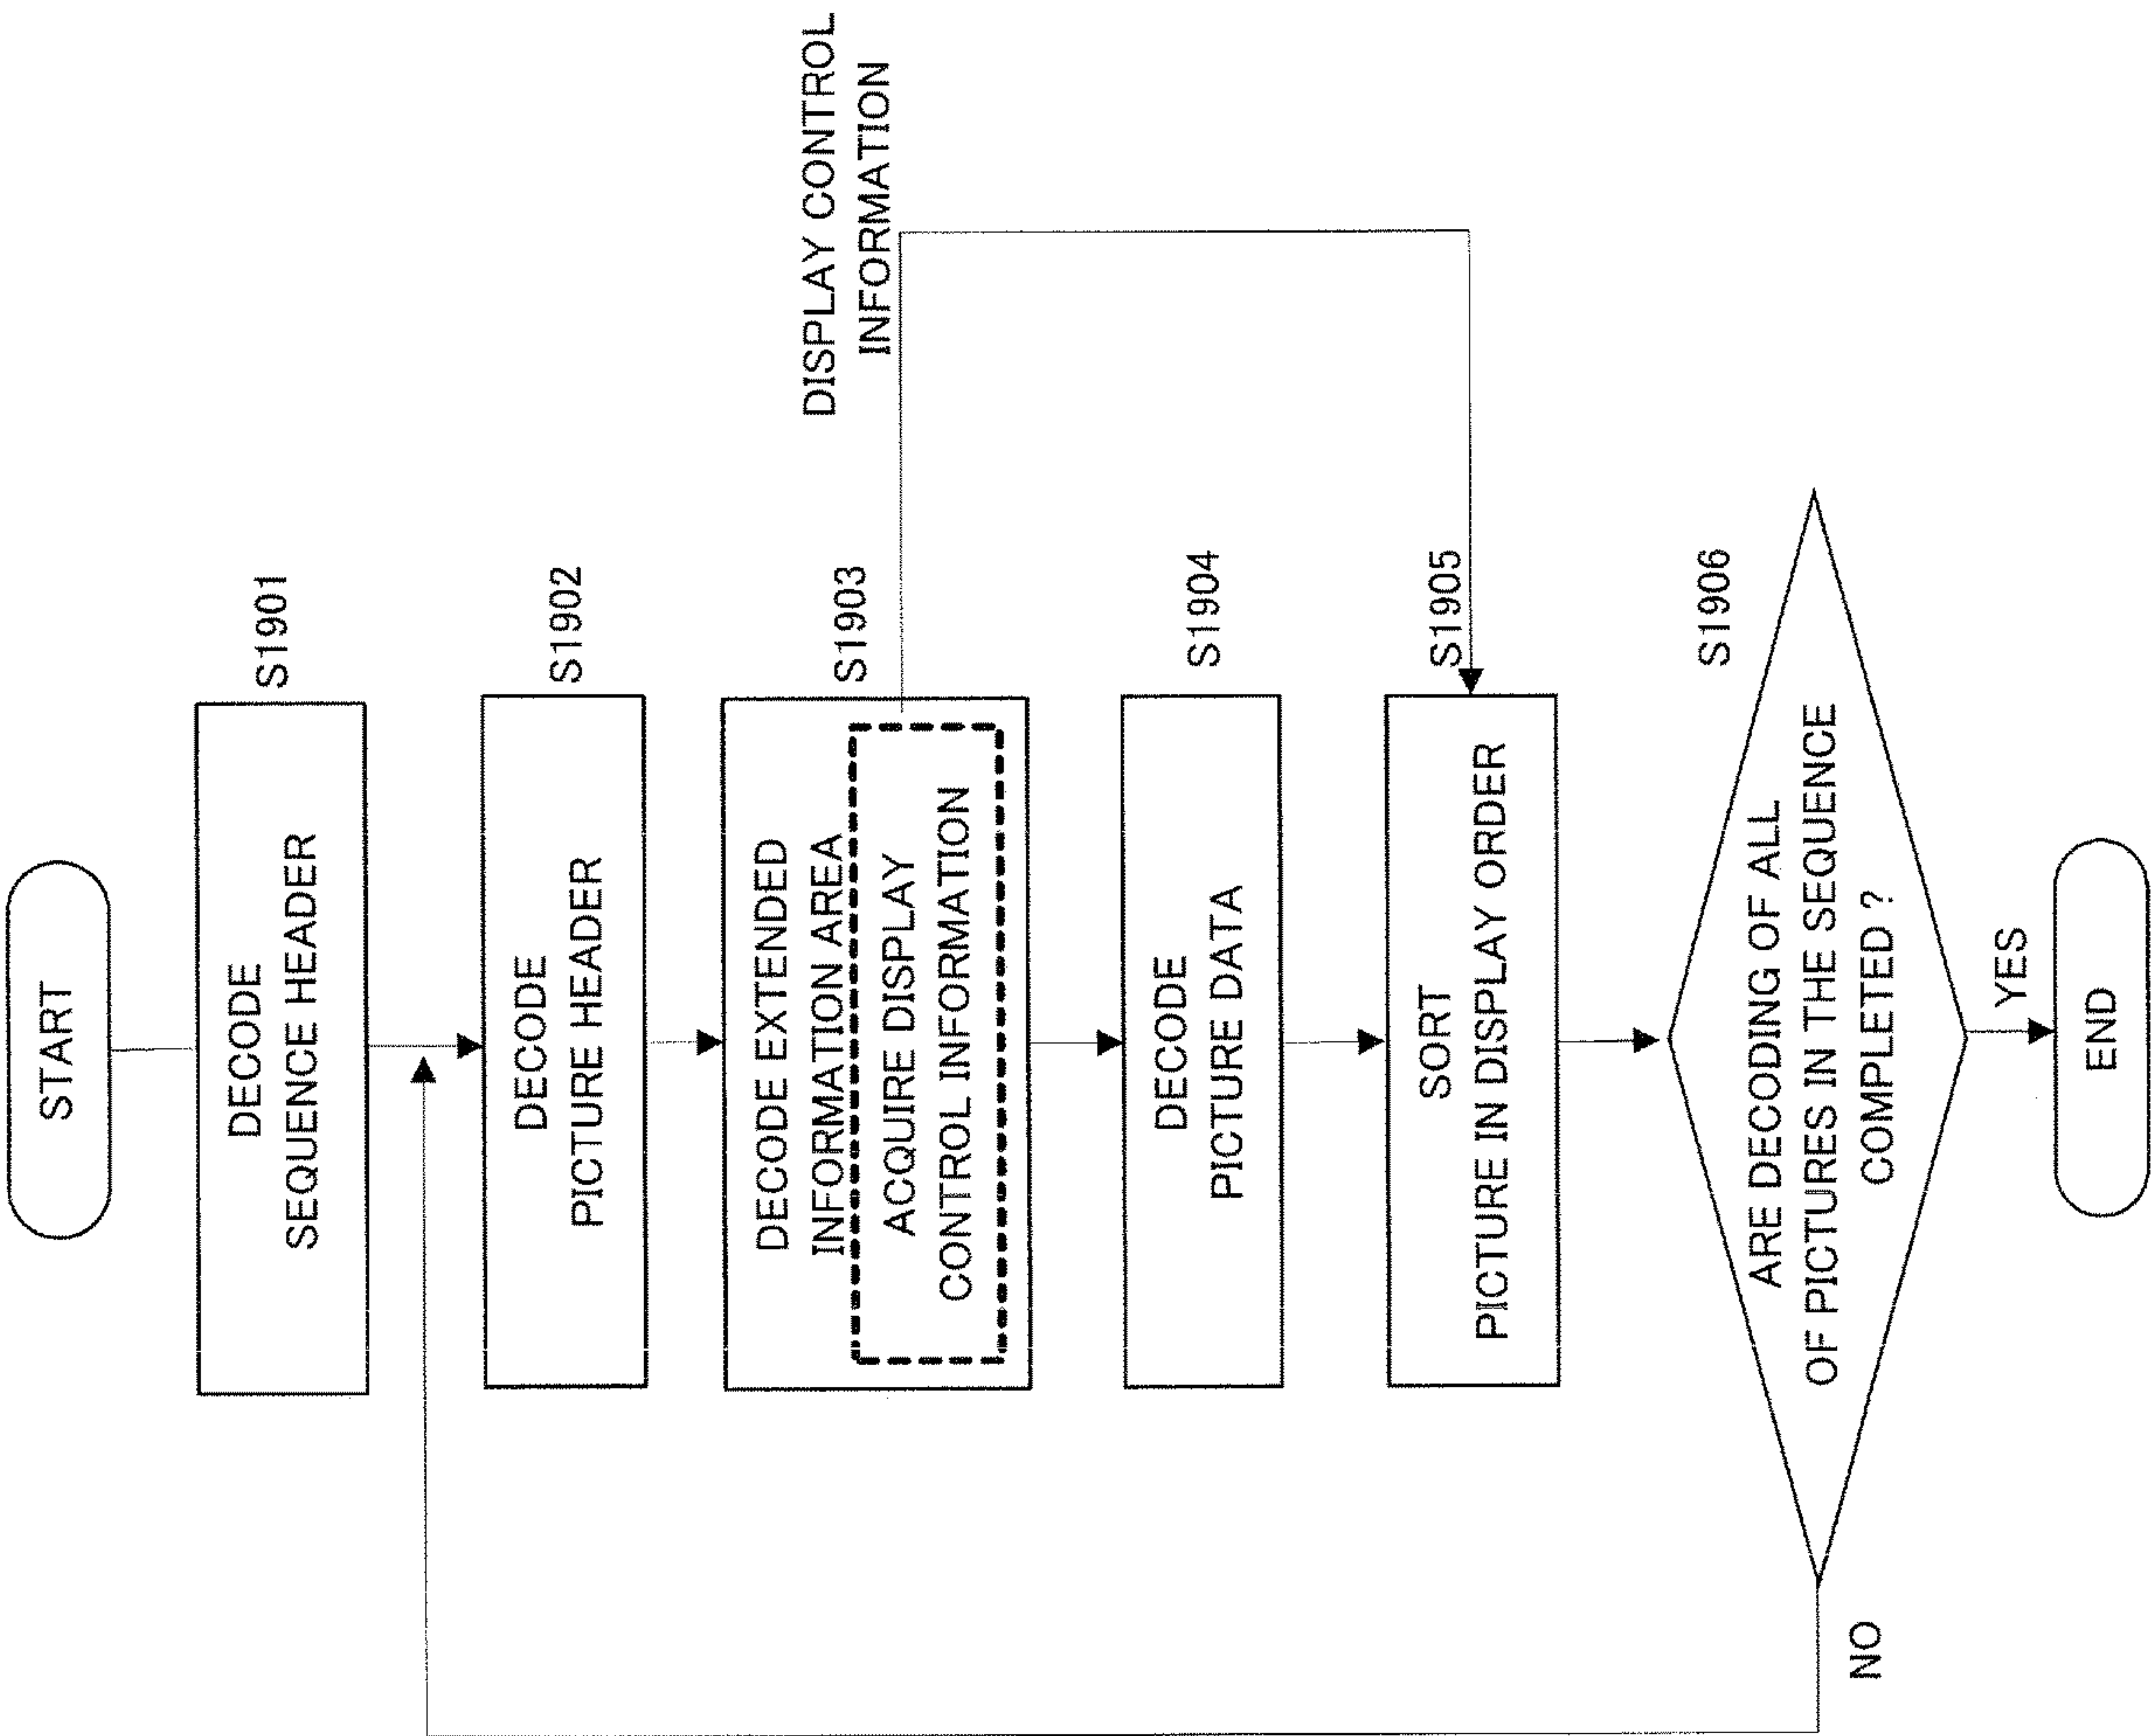 START
S1901
DECODE
SEQUENCE HEADER
S1902
DECODE
PICTURE HEADER
S1903
DECODE EXTENDED
INFORMATION AREA
ACQUIRE DISPLAY
CONTROL INFORMATION
DISPLAY CONTROL
INFORMATION
S1904
DECODE
PICTURE DATA
S1905
SORT
PICTURE IN DISPLAY ORDER
S1906
ARE DECODING OF ALL
OF PICTURES IN THE SEQUENCE
COMPLETED ?
NO
YES
END